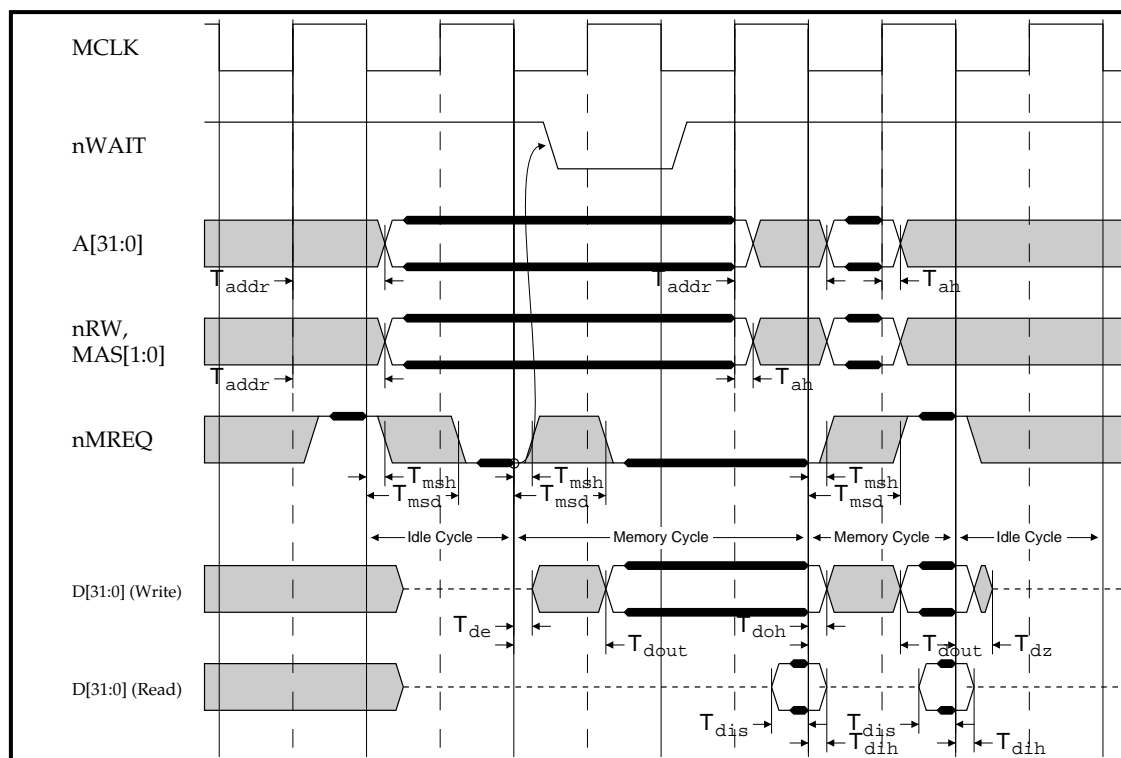 MCLK
nWAIT
A[31:0]
Taddr Taddr Tah
nRW,
MAS[1:0]
Taddr Tah
nMREQ
Tmsh Tmsh Tmsh
Tmsd Tmsd Tmsd
Idle Cycle Memory Cycle Memory Cycle Idle Cycle
D[31:0] (Write)
Tde Tdoh
Tdout Tdout Tdz
D[31:0] (Read)
Tdis Tdis
Tdih Tdih